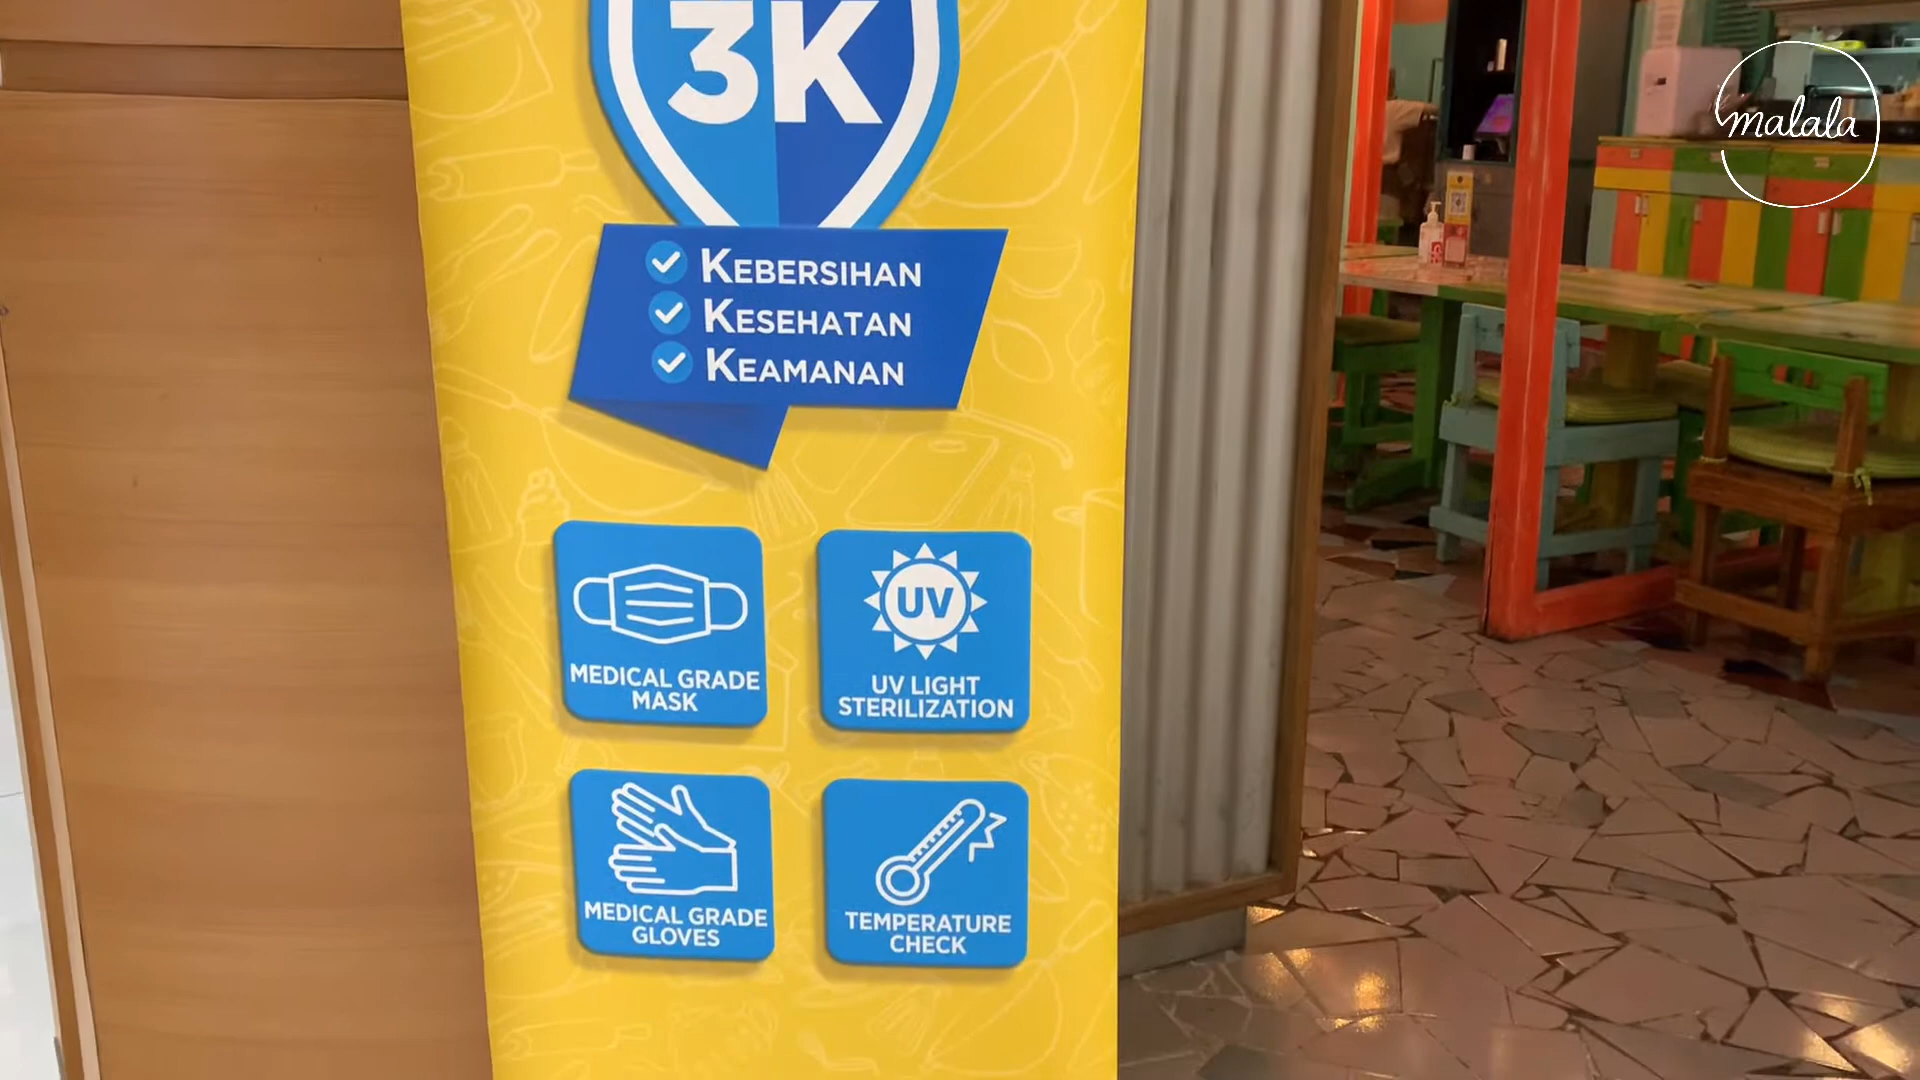 3K
malala
KEBERSIHAN
KESEHATAN
KEAMANAN
MEDICAL GRADE
MASK
UV
UV LIGHT
STERILIZATION
MEDICAL GRADE
GLOVES
TEMPERATURE
CHECK